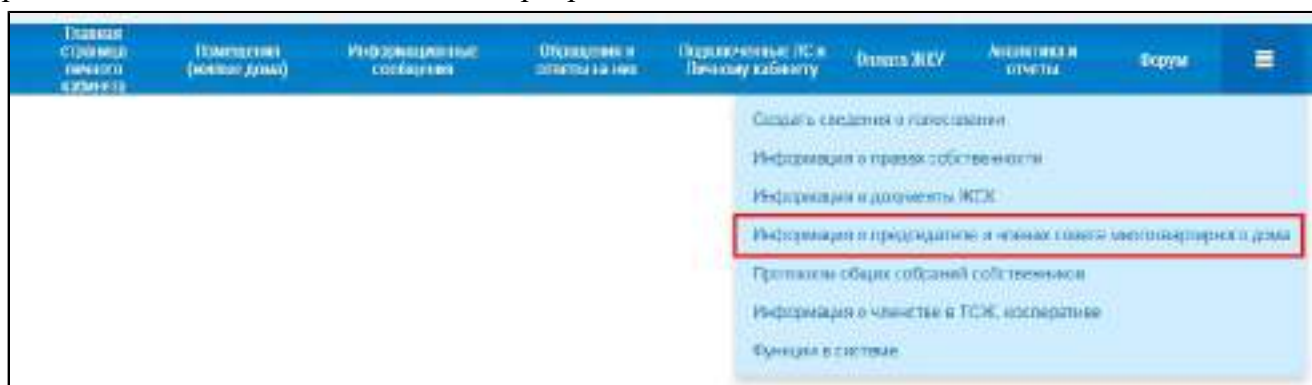 Главная
страница
личного
кабинета
Помещения
(жилые дома)
Информационные
сообщения
Обращения и
ответы на них
Подключенные ЛС к
Личному кабинету
Оплата ЖКУ
Аналитика и
отчеты
Форум
Создать сведения о голосовании
Информация о правах собственности
Информация и документы ЖСК
Информация о председателе и членах совета многоквартирного дома
Протоколы общих собраний собственников
Информация о членстве в ТСЖ, кооперативе
Функции в системе